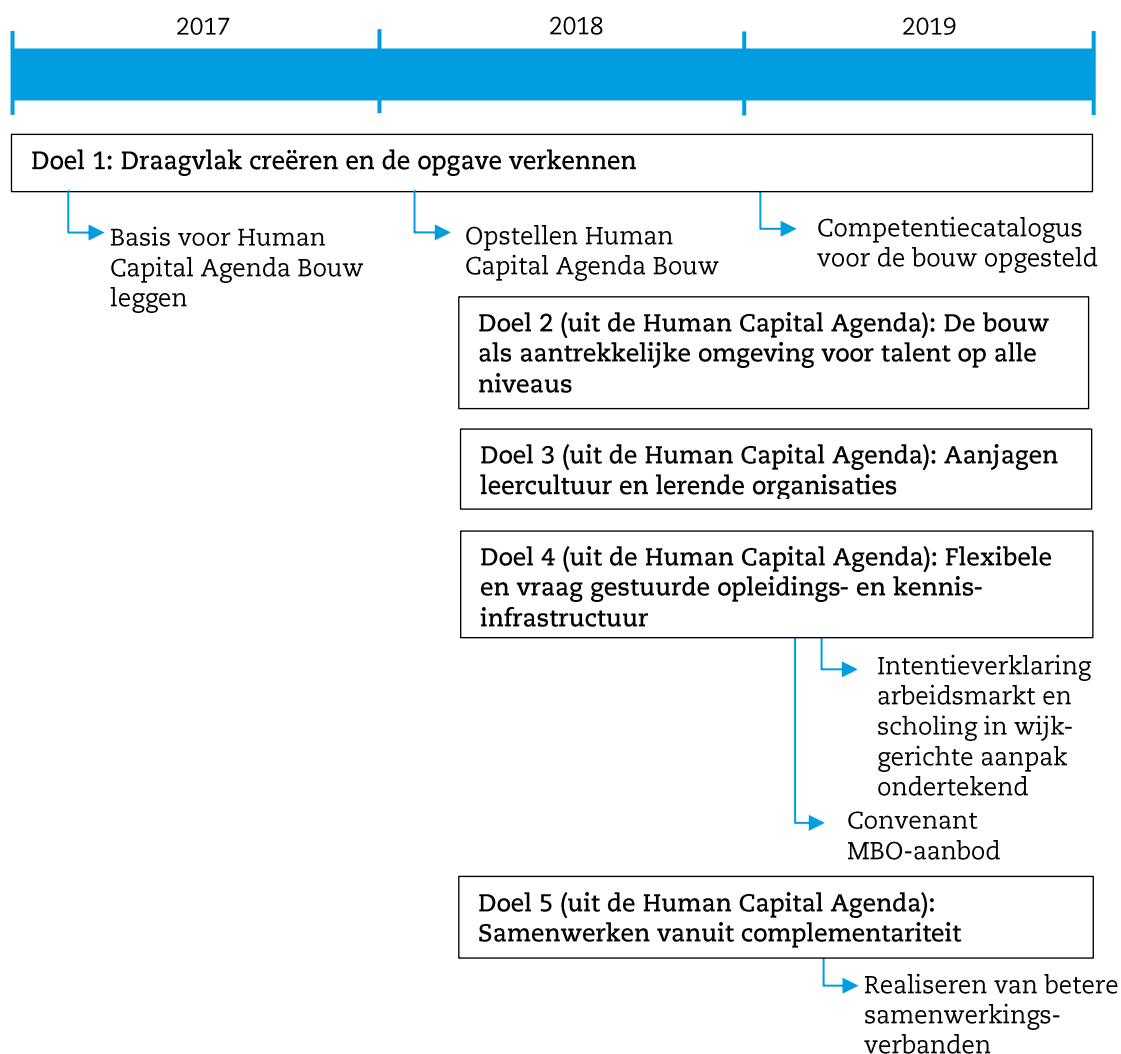 2017
2018
2019
Doel 1: Draagvlak creëren en de opgave verkennen
Basis voor Human
Capital Agenda Bouw
leggen
Opstellen Human
Capital Agenda Bouw
Competentiecatalogus
voor de bouw opgesteld
Doel 2 (uit de Human Capital Agenda): De bouw
als aantrekkelijke omgeving voor talent op alle
niveaus
Doel 3 (uit de Human Capital Agenda): Aanjagen
leercultuur en lerende organisaties
Doel 4 (uit de Human Capital Agenda): Flexibele
en vraag gestuurde opleidings- en kennis-
infrastructuur
Intentieverklaring
arbeidsmarkt en
scholing in wijk-
gerichte aanpak
ondertekend
Convenant
MBO-aanbod
Doel 5 (uit de Human Capital Agenda):
Samenwerken vanuit complementariteit
Realiseren van betere
samenwerkings-
verbanden